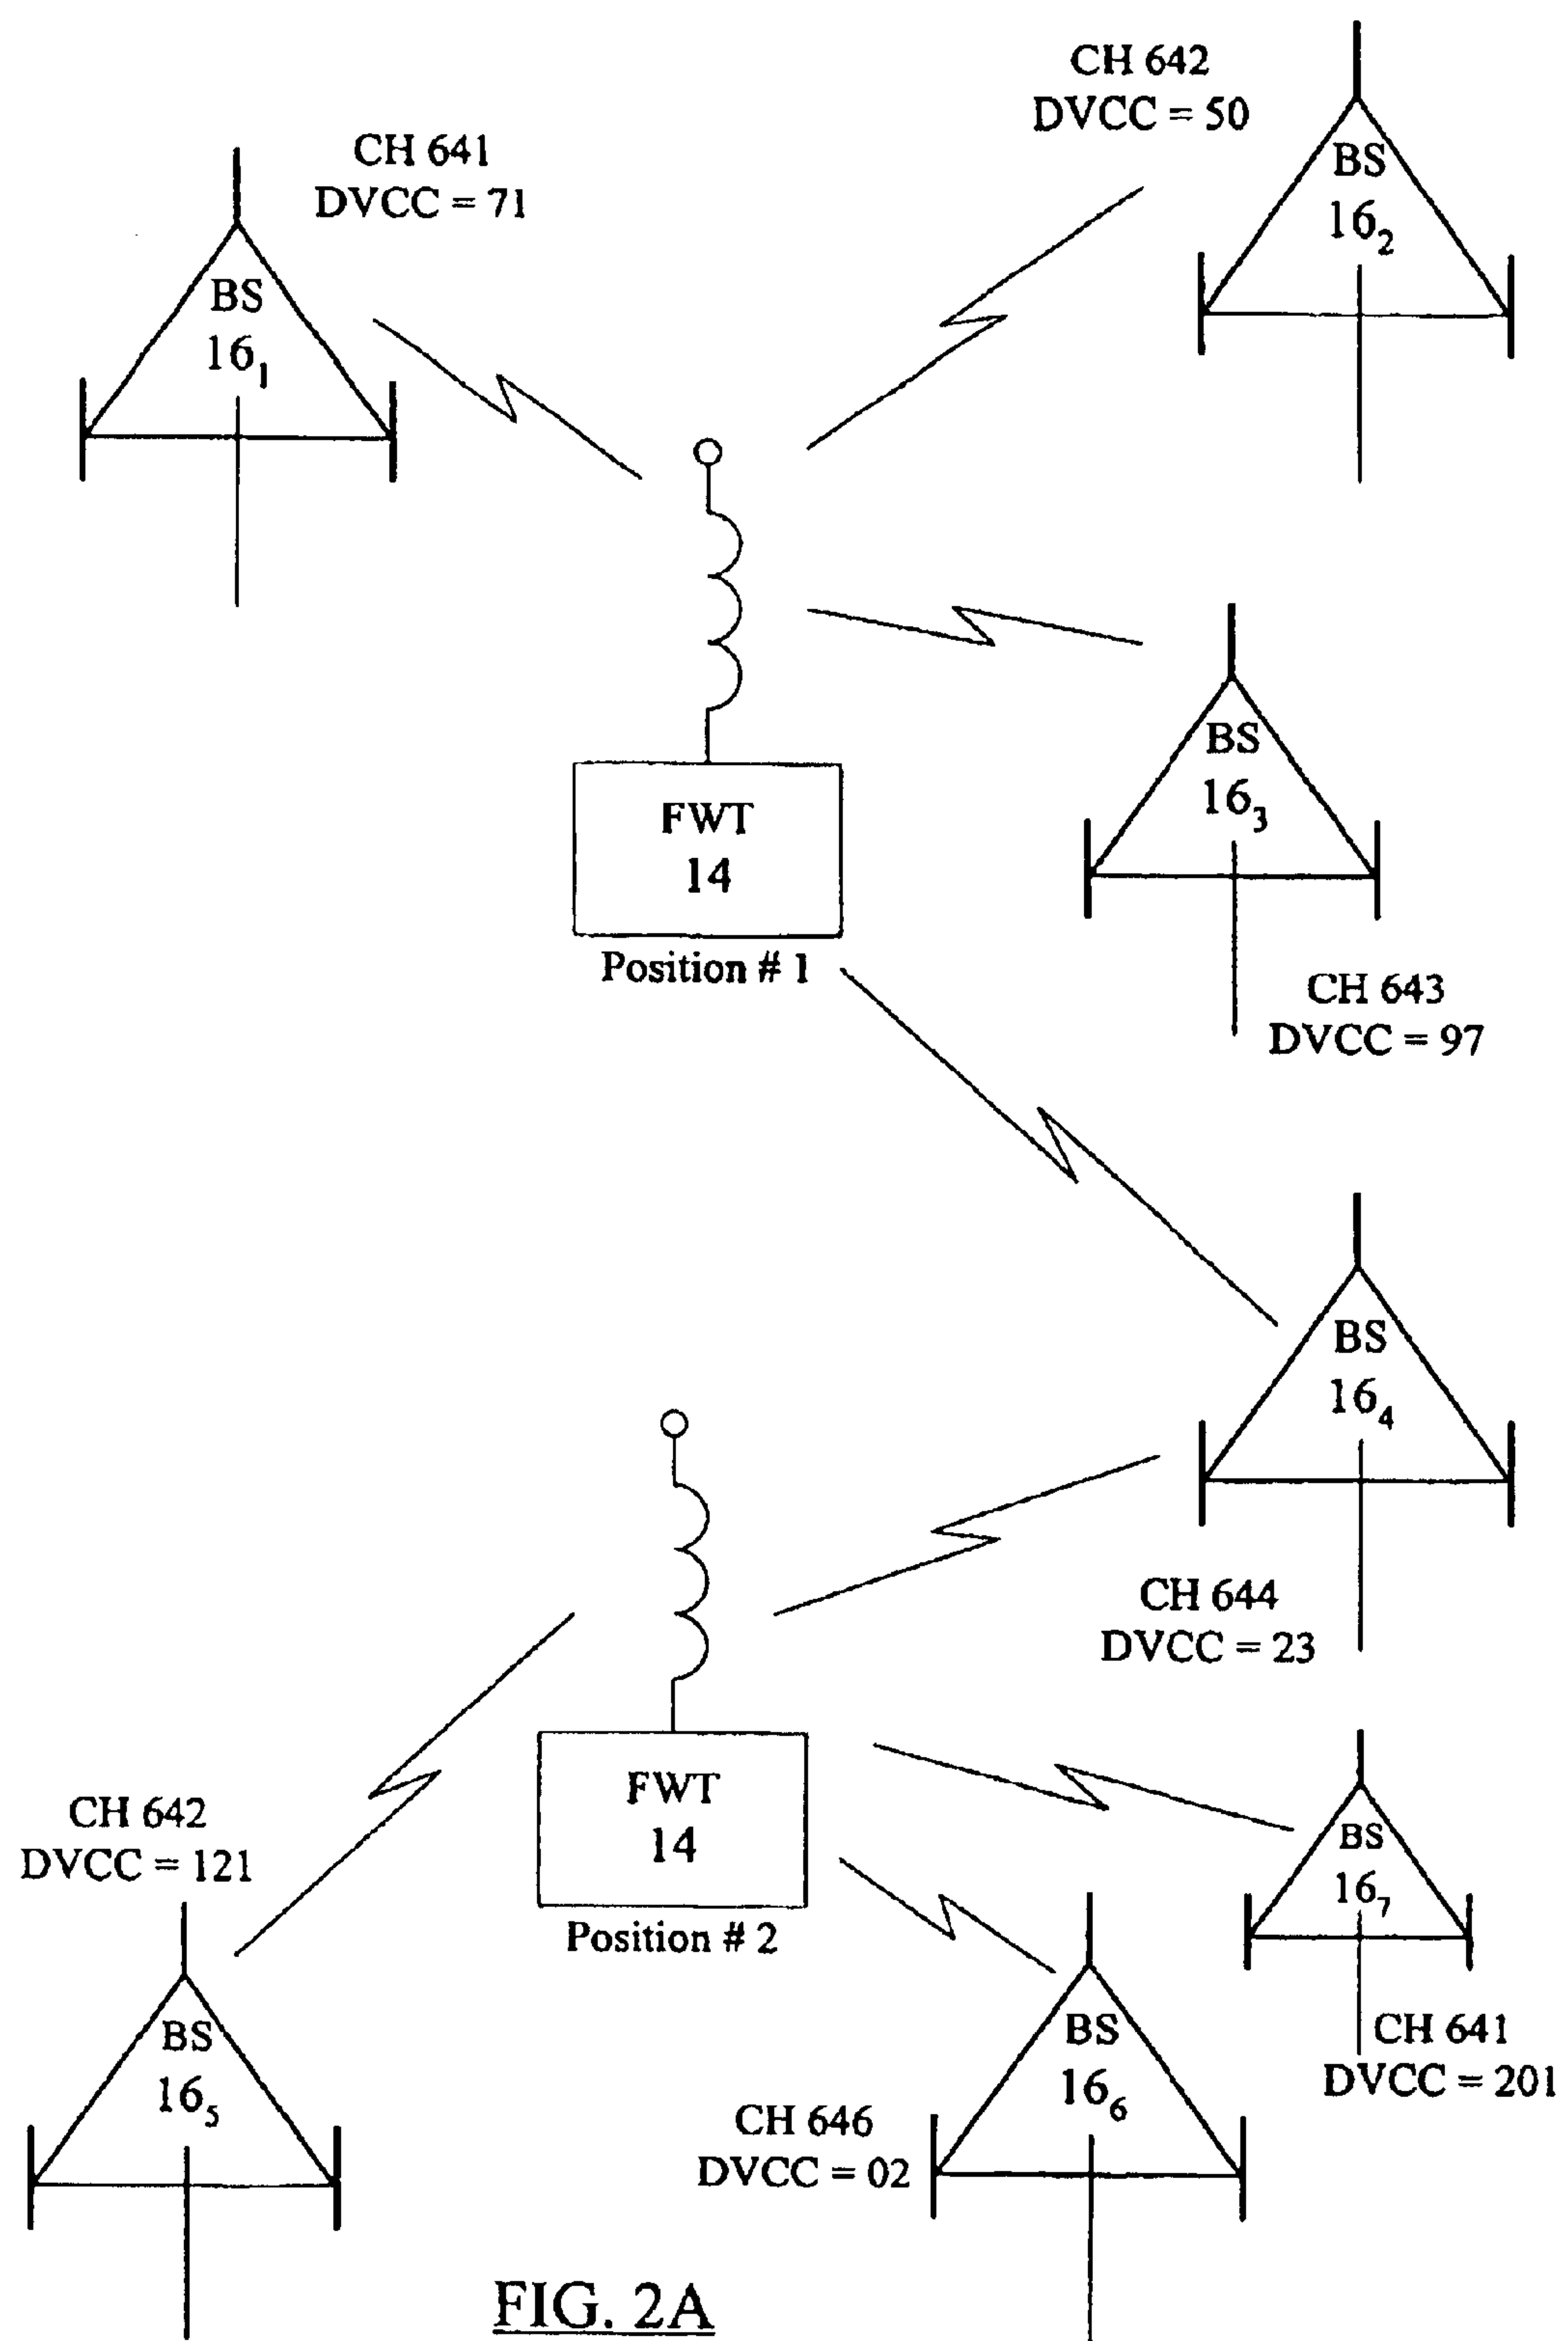 CH 642
DVCC = 50
BS
16₂
CH 641
DVCC = 71
BS
16₁
BS
16₃
FWT
14
Position # 1
CH 643
DVCC = 97
BS
16₄
CH 644
DVCC = 23
FWT
14
Position # 2
CH 642
DVCC = 121
BS
16₇
CH 641
DVCC = 201
BS
16₅
BS
16₆
CH 646
DVCC = 02
FIG. 2A